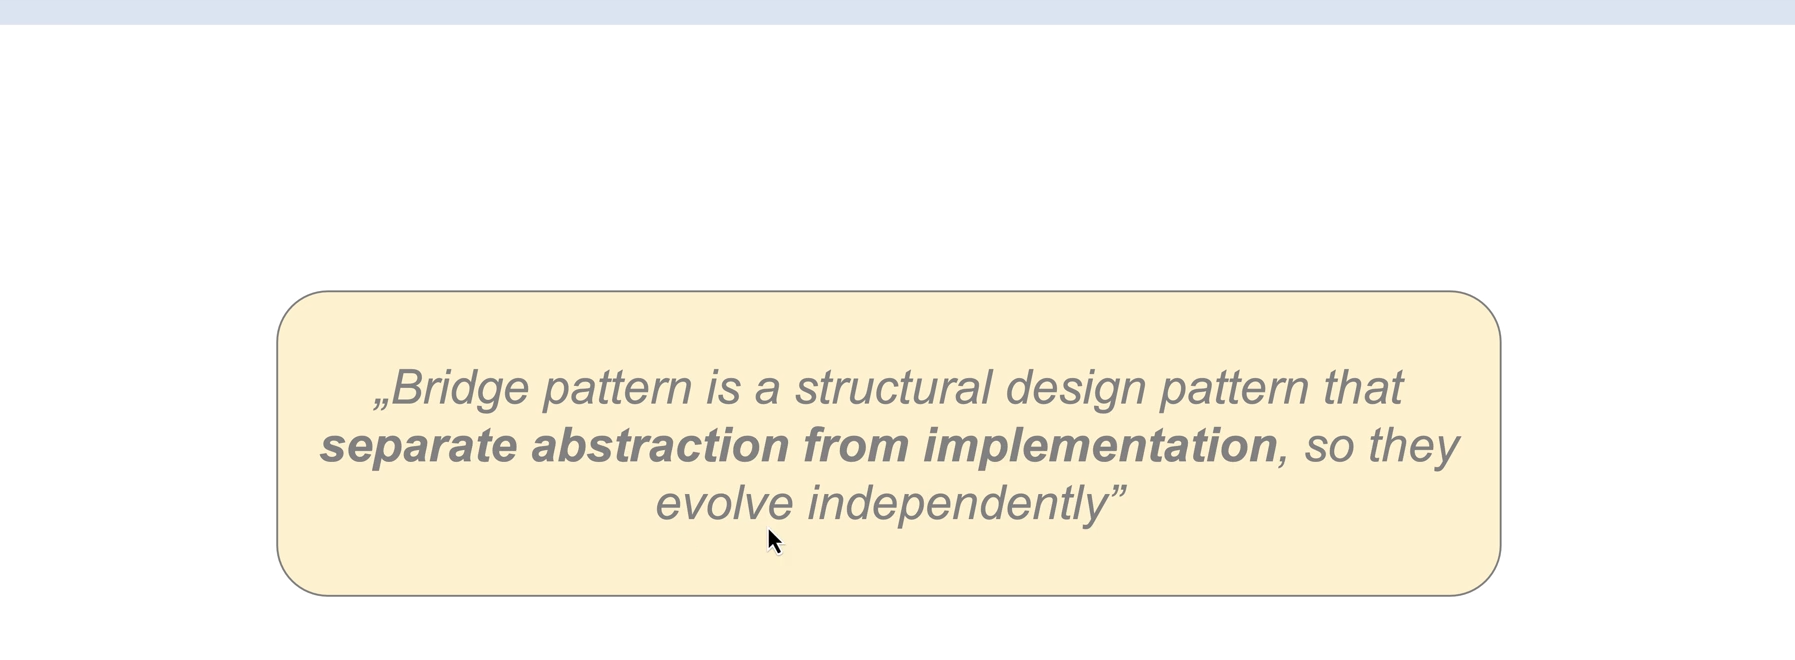 „Bridge pattern is a structural design pattern that
separate abstraction from implementation, so they
evolve independently”